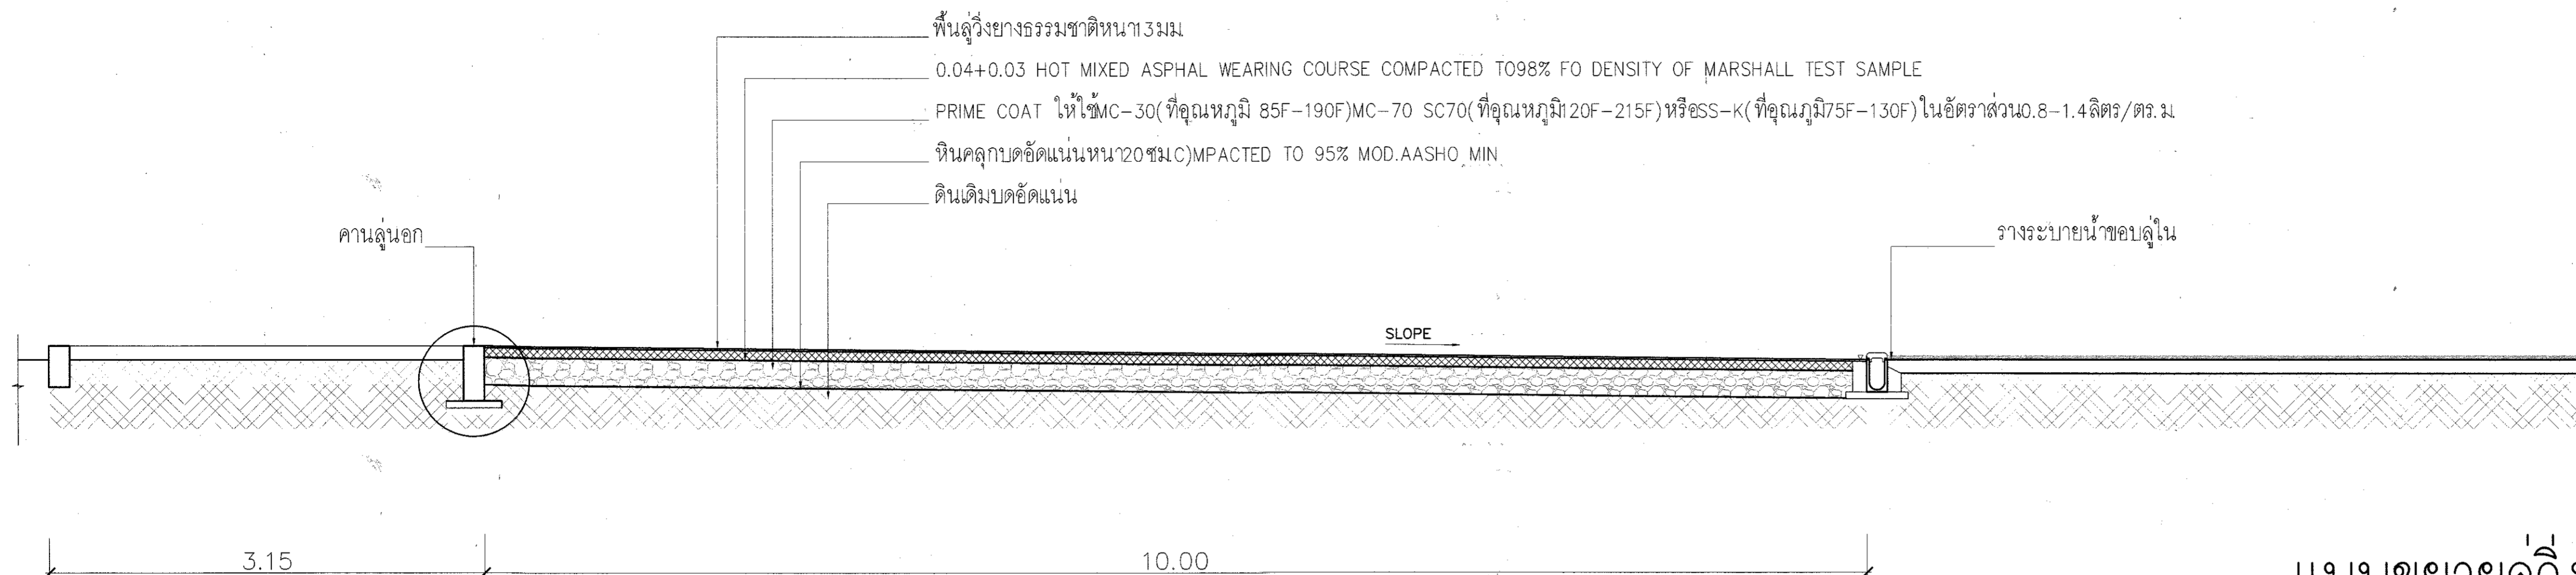 พื้นลู่วิ่งยางธรรมชาติหนา13มม.
0.04+0.03 HOT MIXED ASPHAL WEARING COURSE COMPACTED TO98% FO DENSITY OF MARSHALL TEST SAMPLE
PRIME COAT ให้ใช้MC-30(ที่อุณหภูมิ 85F-190F)MC-70 SC70(ที่อุณหภูมิ120F-215F)หรือSS-K(ที่อุณภูมิ75F-130F)ในอัตราส่วน0.8-1.4ลิตร/ตร.ม.
หินคลุกบดอัดแน่นหนา20ซม.C)MPACTED TO 95% MOD.AASHO MIN.
ดินเดิมบดอัดแน่น
คานลู่นอก
รางระบายน้ำขอบลู่ใน
SLOPE
3.15
10.00